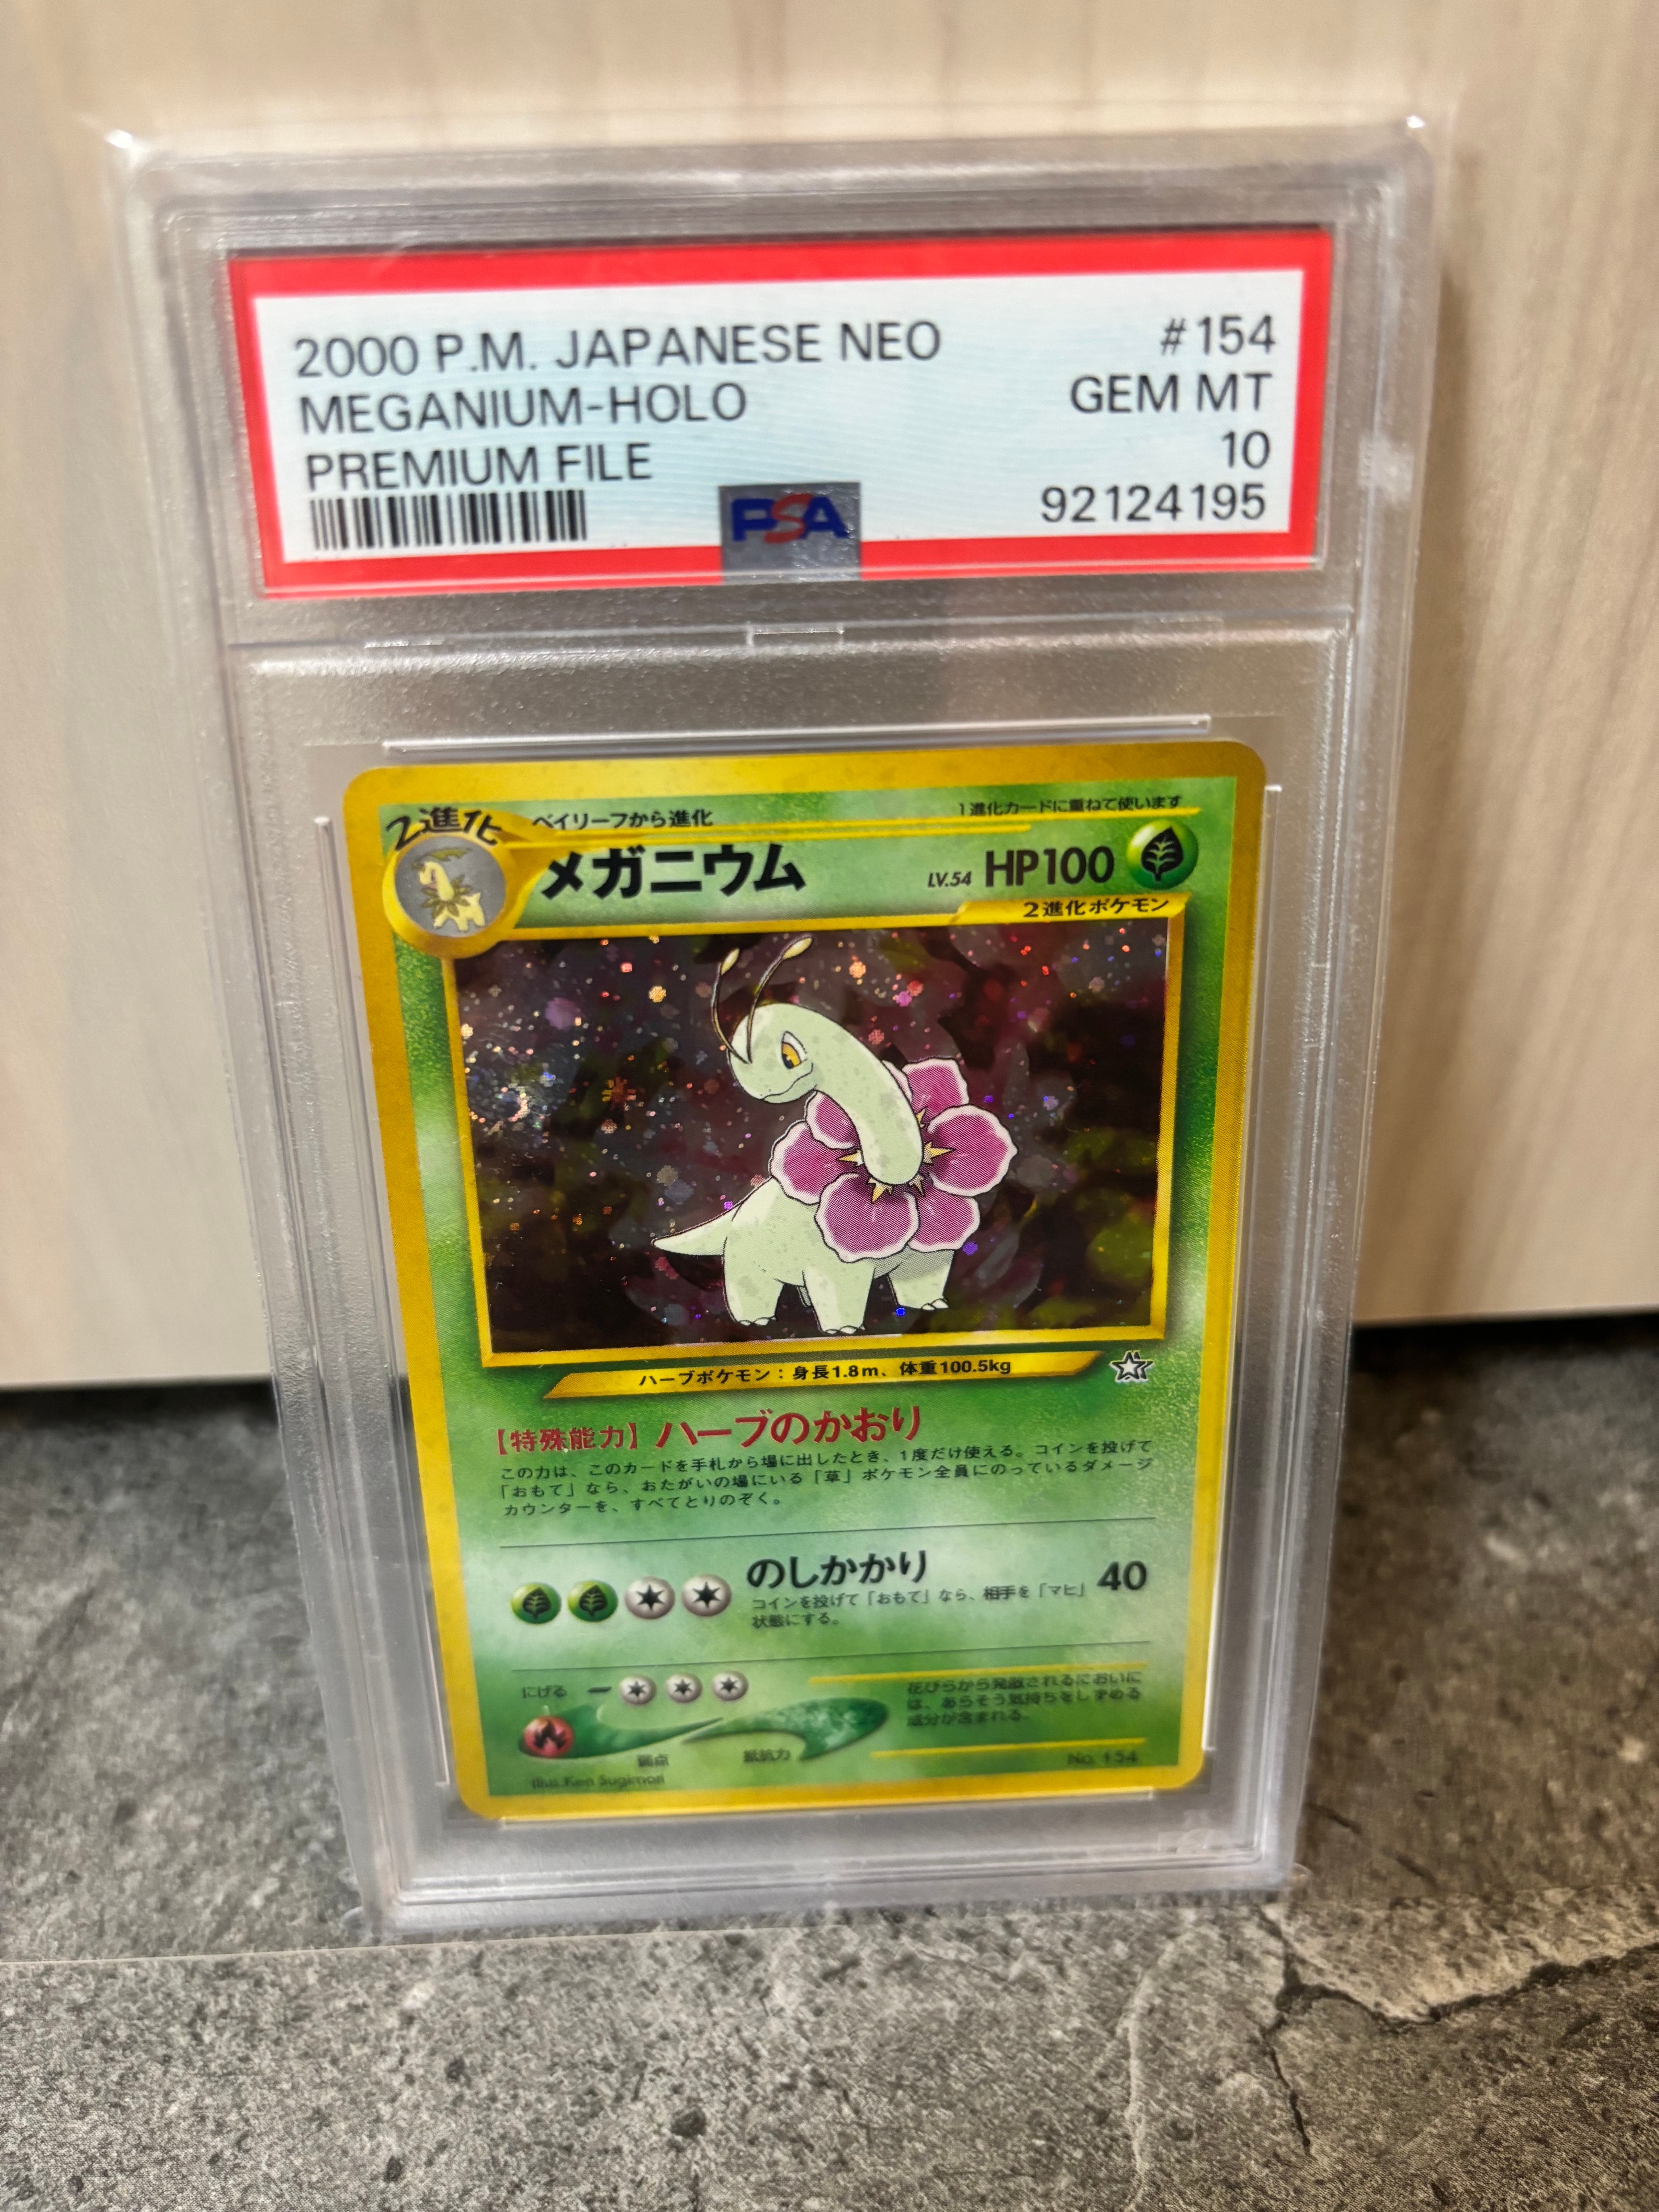 2000 P.M. JAPANESE NEO #154
MEGANIUM-HOLO GEM MT
PREMIUM FILE 10
PSA 92124195
2進化 ベイリーフから進化 1進化カードに重ねて使います
メガニウム LV.54 HP100
2進化ポケモン
ハーブポケモン:身長1.8m、体重100.5kg
【特殊能力】ハーブのかおり
この力は、このカードを手札から場に出したとき、1度だけ使える。コインを投げて
「おもて」なら、おたがいの場にいる「草」ポケモン全員にのっているダメージ
カウンターを、すべてとりのぞく。
のしかかり 40
コインを投げて「おもて」なら、相手を「マヒ」
状態にする。
にげる
花びらから発散されるにおいに
は、あらそう気持ちをしずめる
成分が含まれる。
弱点 抵抗力 No. 154
Illus. Ken Sugimori